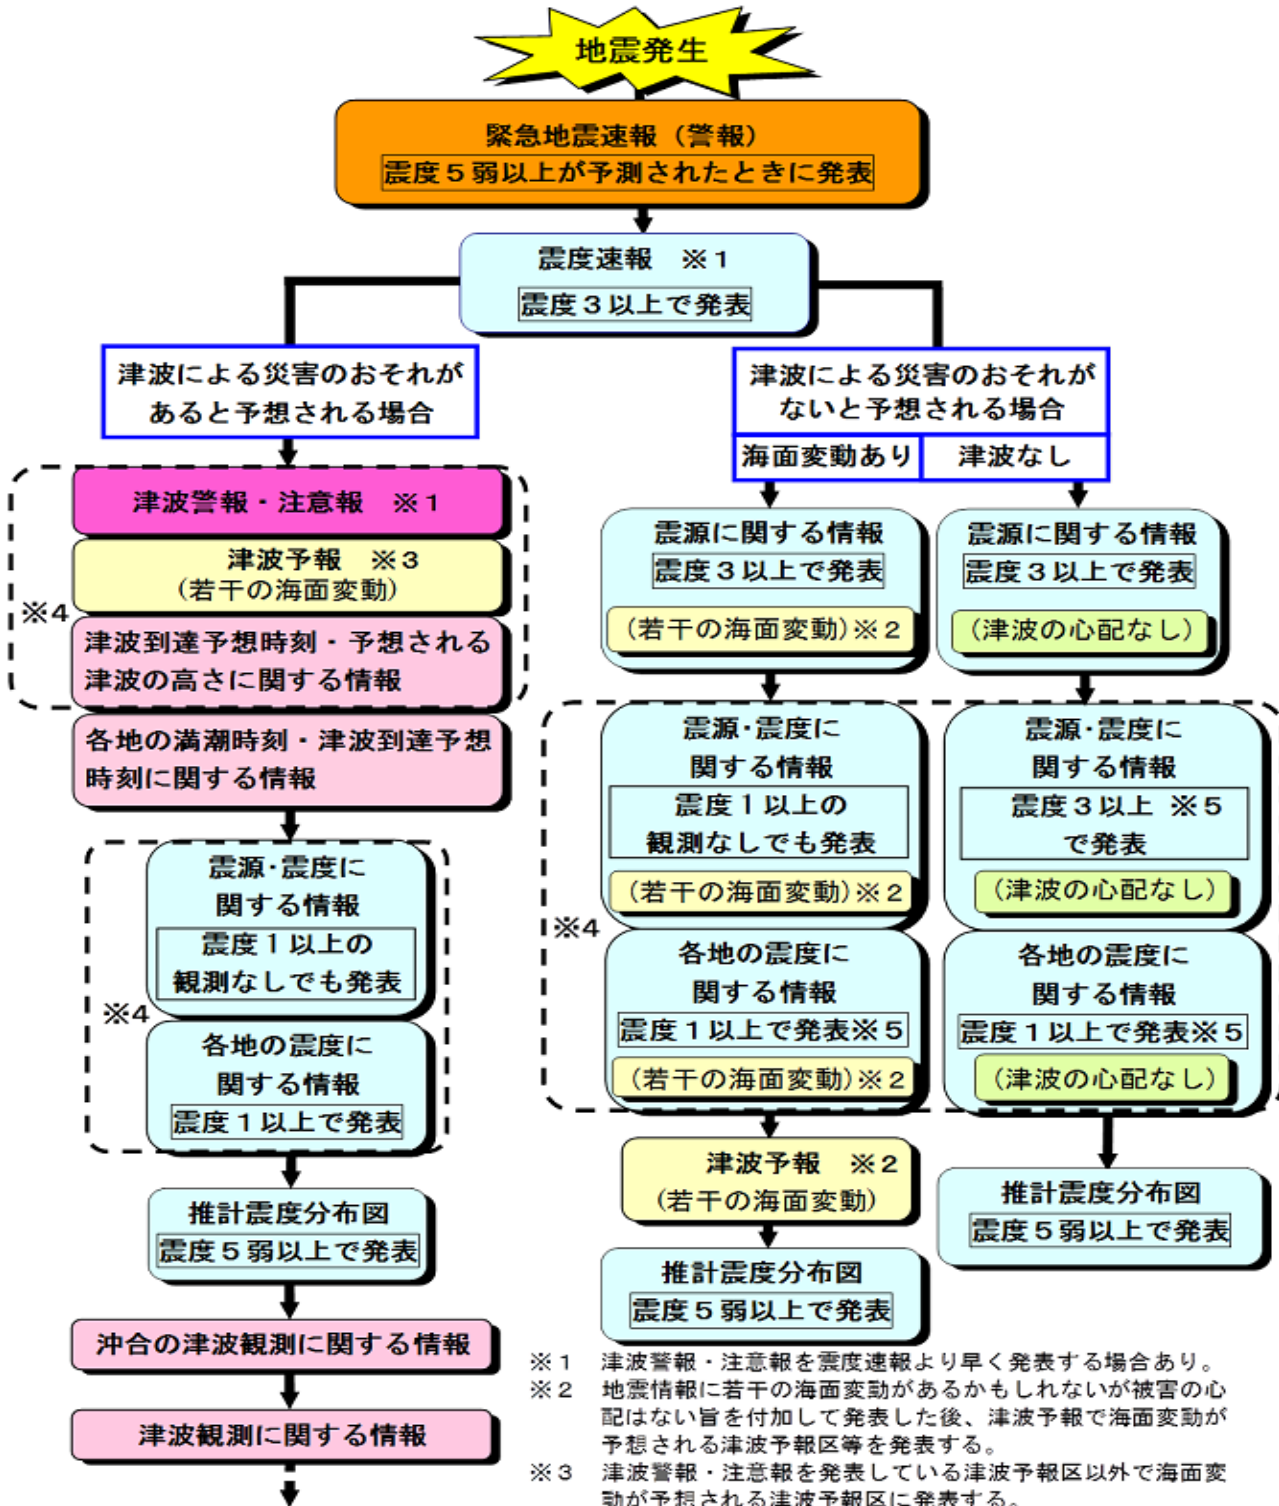 地震発生
緊急地震速報（警報）
震度５弱以上が予測されたときに発表
震度速報　※１
震度３以上で発表
津波による災害のおそれが
あると予想される場合
津波警報・注意報　※１
津波予報　※３
(若干の海面変動)
※4
津波到達予想時刻・予想される
津波の高さに関する情報
各地の満潮時刻・津波到達予想
時刻に関する情報
震源･震度に
関する情報
震度１以上の
観測なしでも発表
※4
各地の震度に
関する情報
震度１以上で発表
推計震度分布図
震度５弱以上で発表
沖合の津波観測に関する情報
津波観測に関する情報
津波による災害のおそれが
ないと予想される場合
海面変動あり
震源に関する情報
震度３以上で発表
(若干の海面変動)※２
震源･震度に
関する情報
震度１以上の
観測なしでも発表
(若干の海面変動)※２
※4
各地の震度に
関する情報
震度１以上で発表※５
(若干の海面変動)※２
津波予報　※２
(若干の海面変動)
推計震度分布図
震度５弱以上で発表
津波なし
震源に関する情報
震度３以上で発表
(津波の心配なし)
震源･震度に
関する情報
震度３以上 ※５
で発表
(津波の心配なし)
各地の震度に
関する情報
震度１以上で発表※５
(津波の心配なし)
推計震度分布図
震度５弱以上で発表
※１　津波警報・注意報を震度速報より早く発表する場合あり。
※２　地震情報に若干の海面変動があるかもしれないが被害の心
配はない旨を付加して発表した後、津波予報で海面変動が
予想される津波予報区等を発表する。
※３　津波警報・注意報を発表している津波予報区以外で海面変
動が予想される津波予報区に発表する。